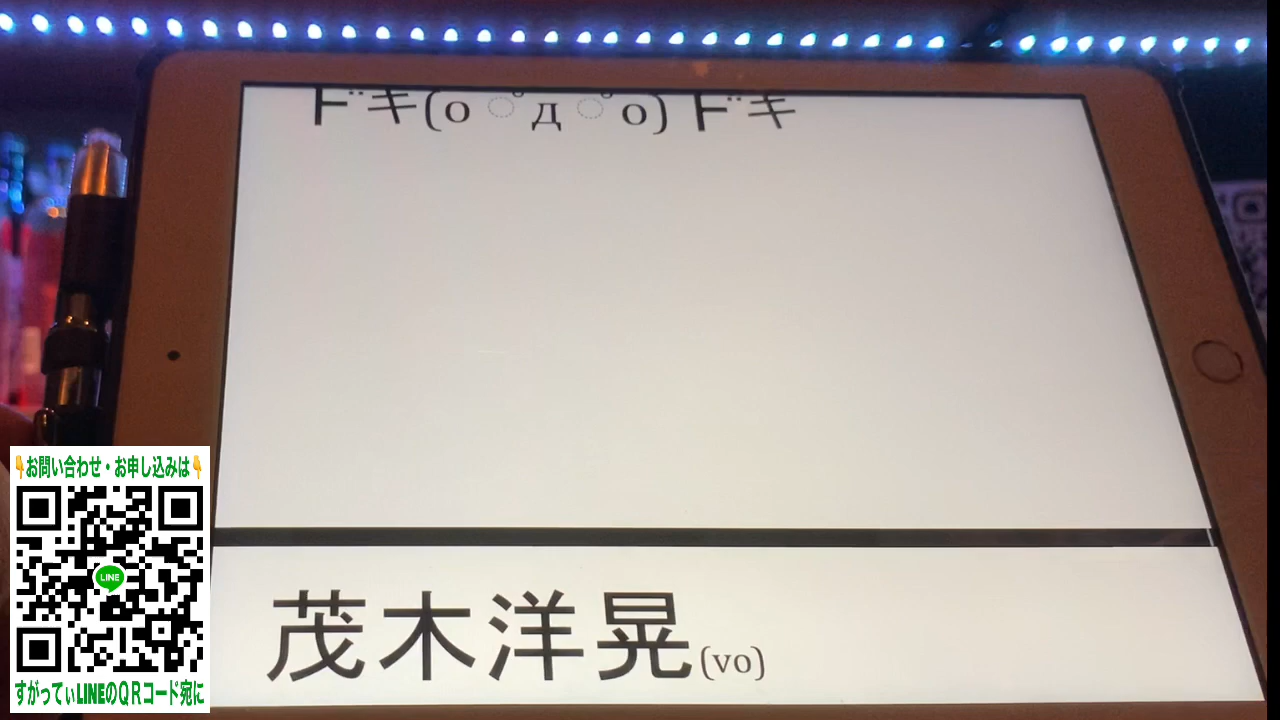 ドキ(o ゚д ゚o) ドキ
茂木洋晃(vo)
👇お問い合わせ・お申し込みは👇
LINE
すがってぃLINEのQRコード宛に